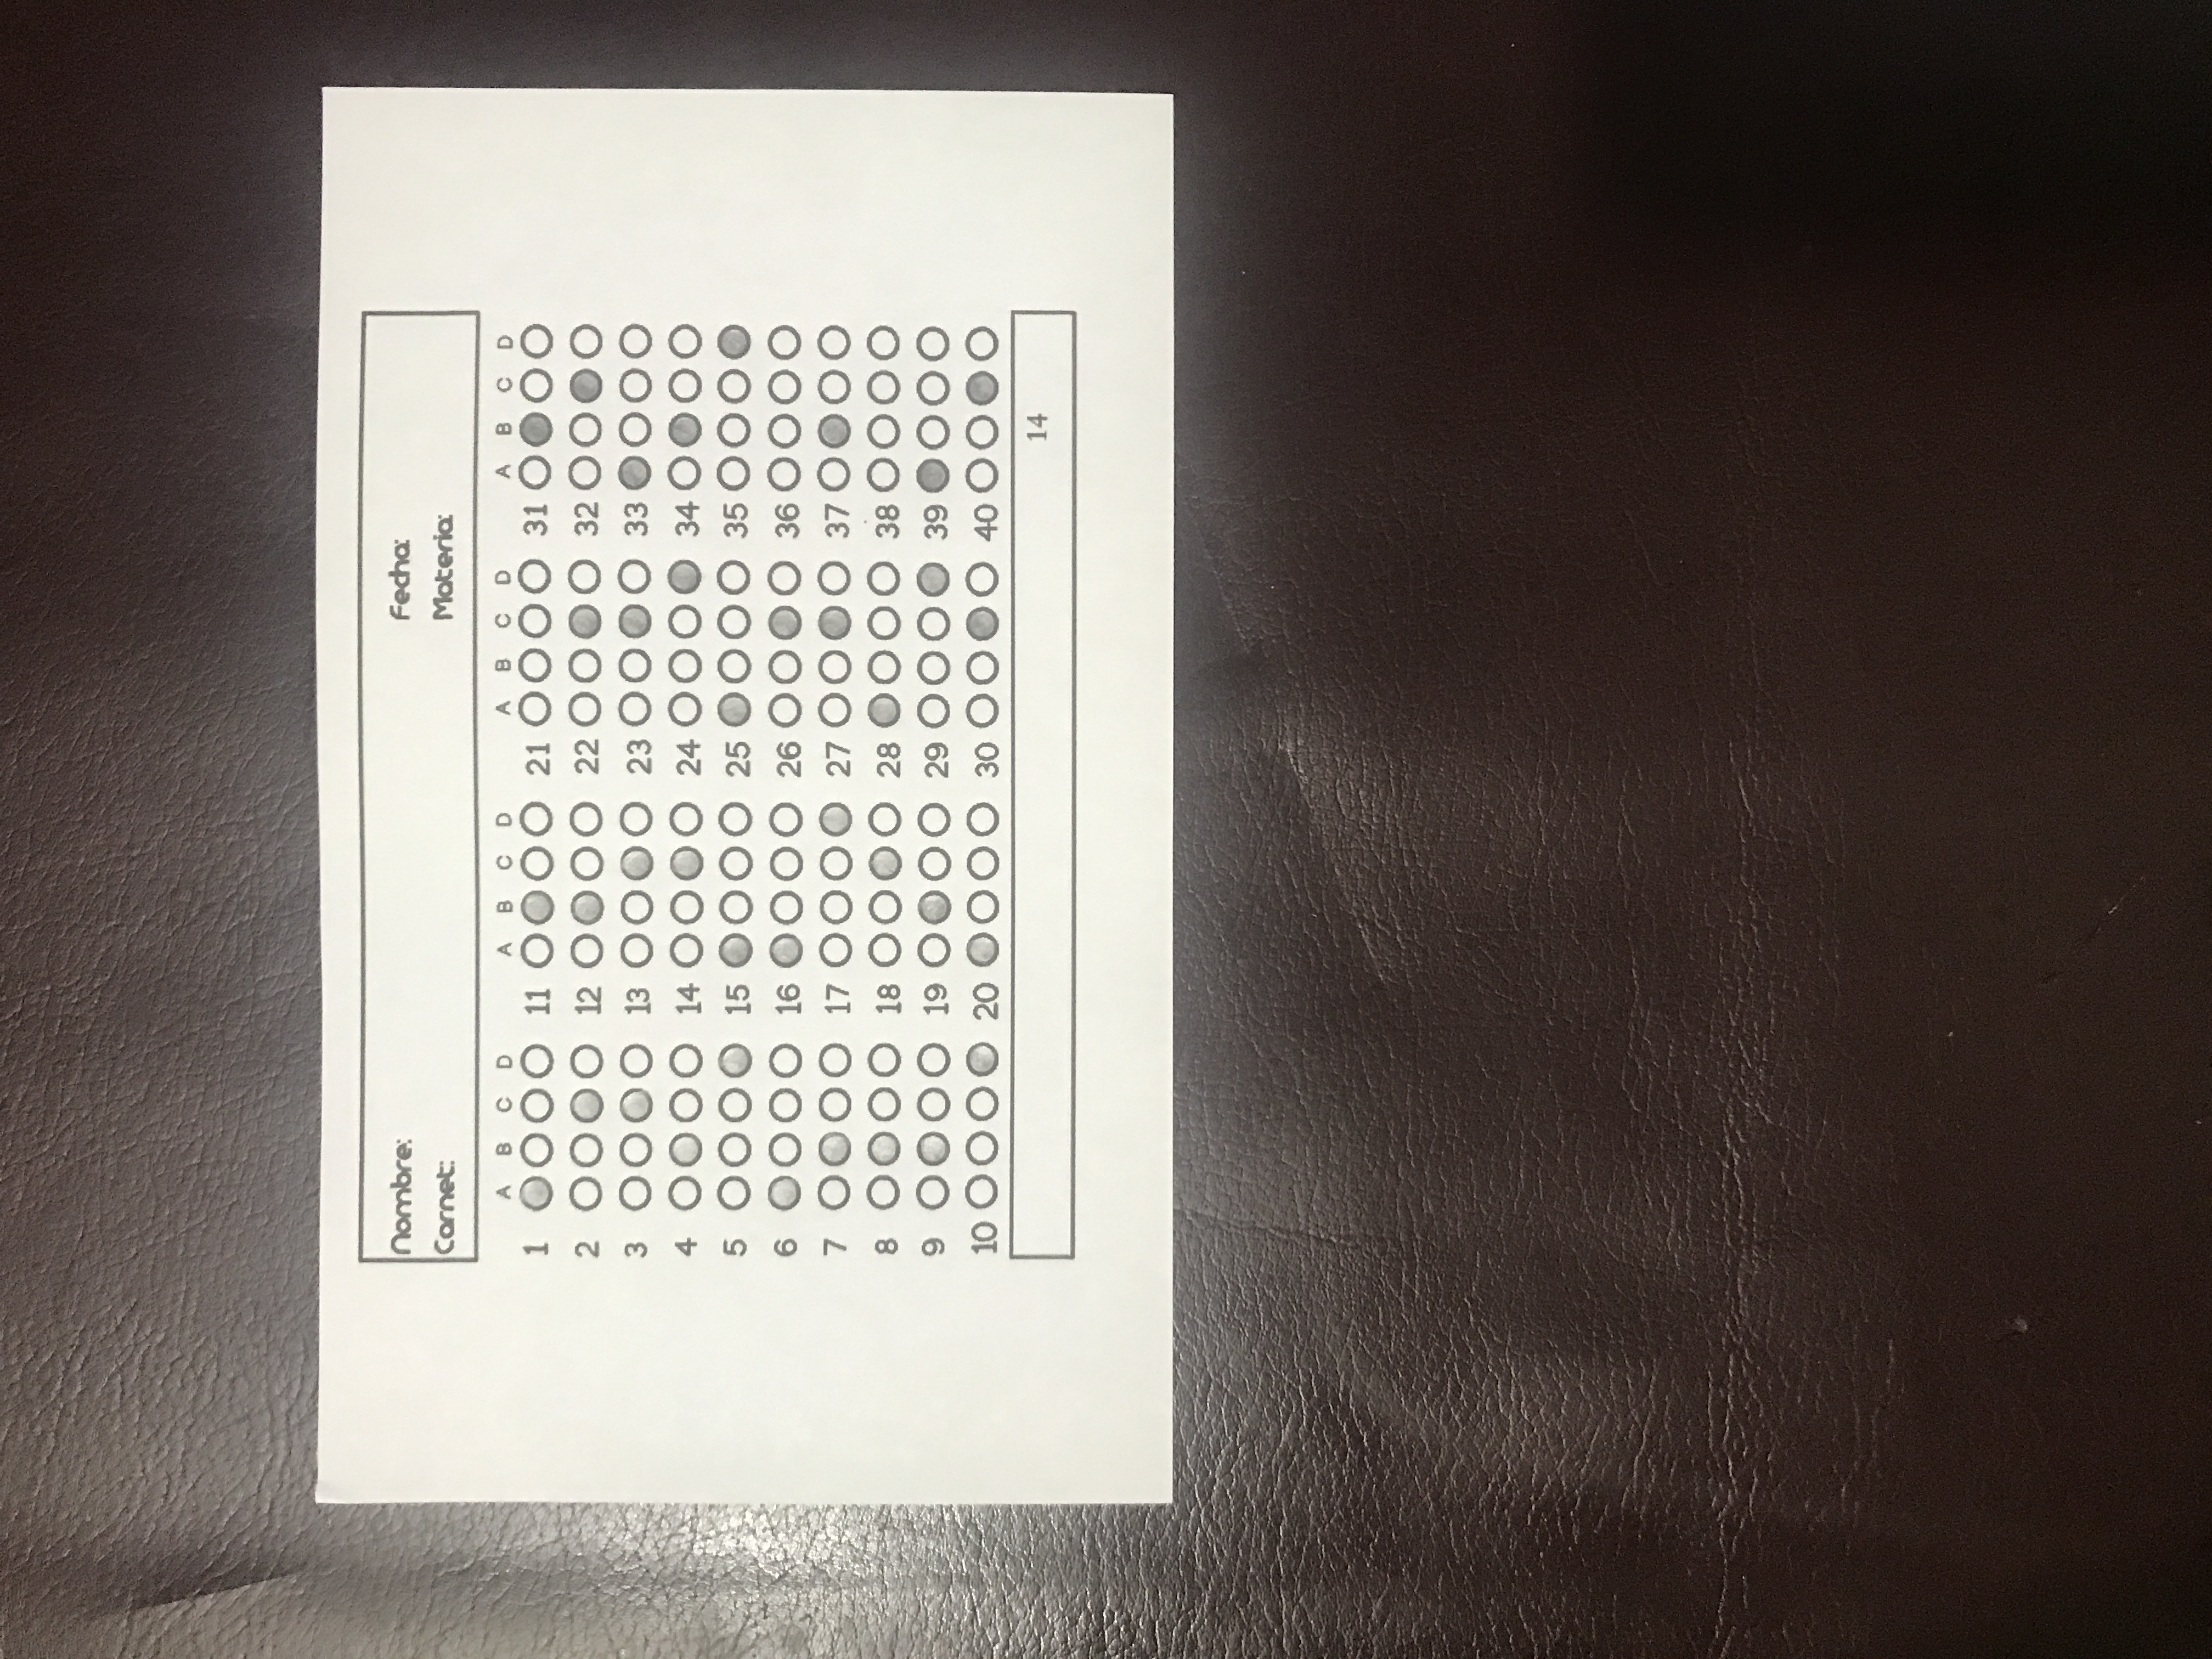 Nombre: Fecha:
Carnet: Materia:
A B C D A B C D A B C D A B C D
1 11 21 31
2 12 22 32
3 13 23 33
4 14 24 34
5 15 25 35
6 16 26 36
7 17 27 37
8 18 28 38
9 19 29 39
10 20 30 40
14